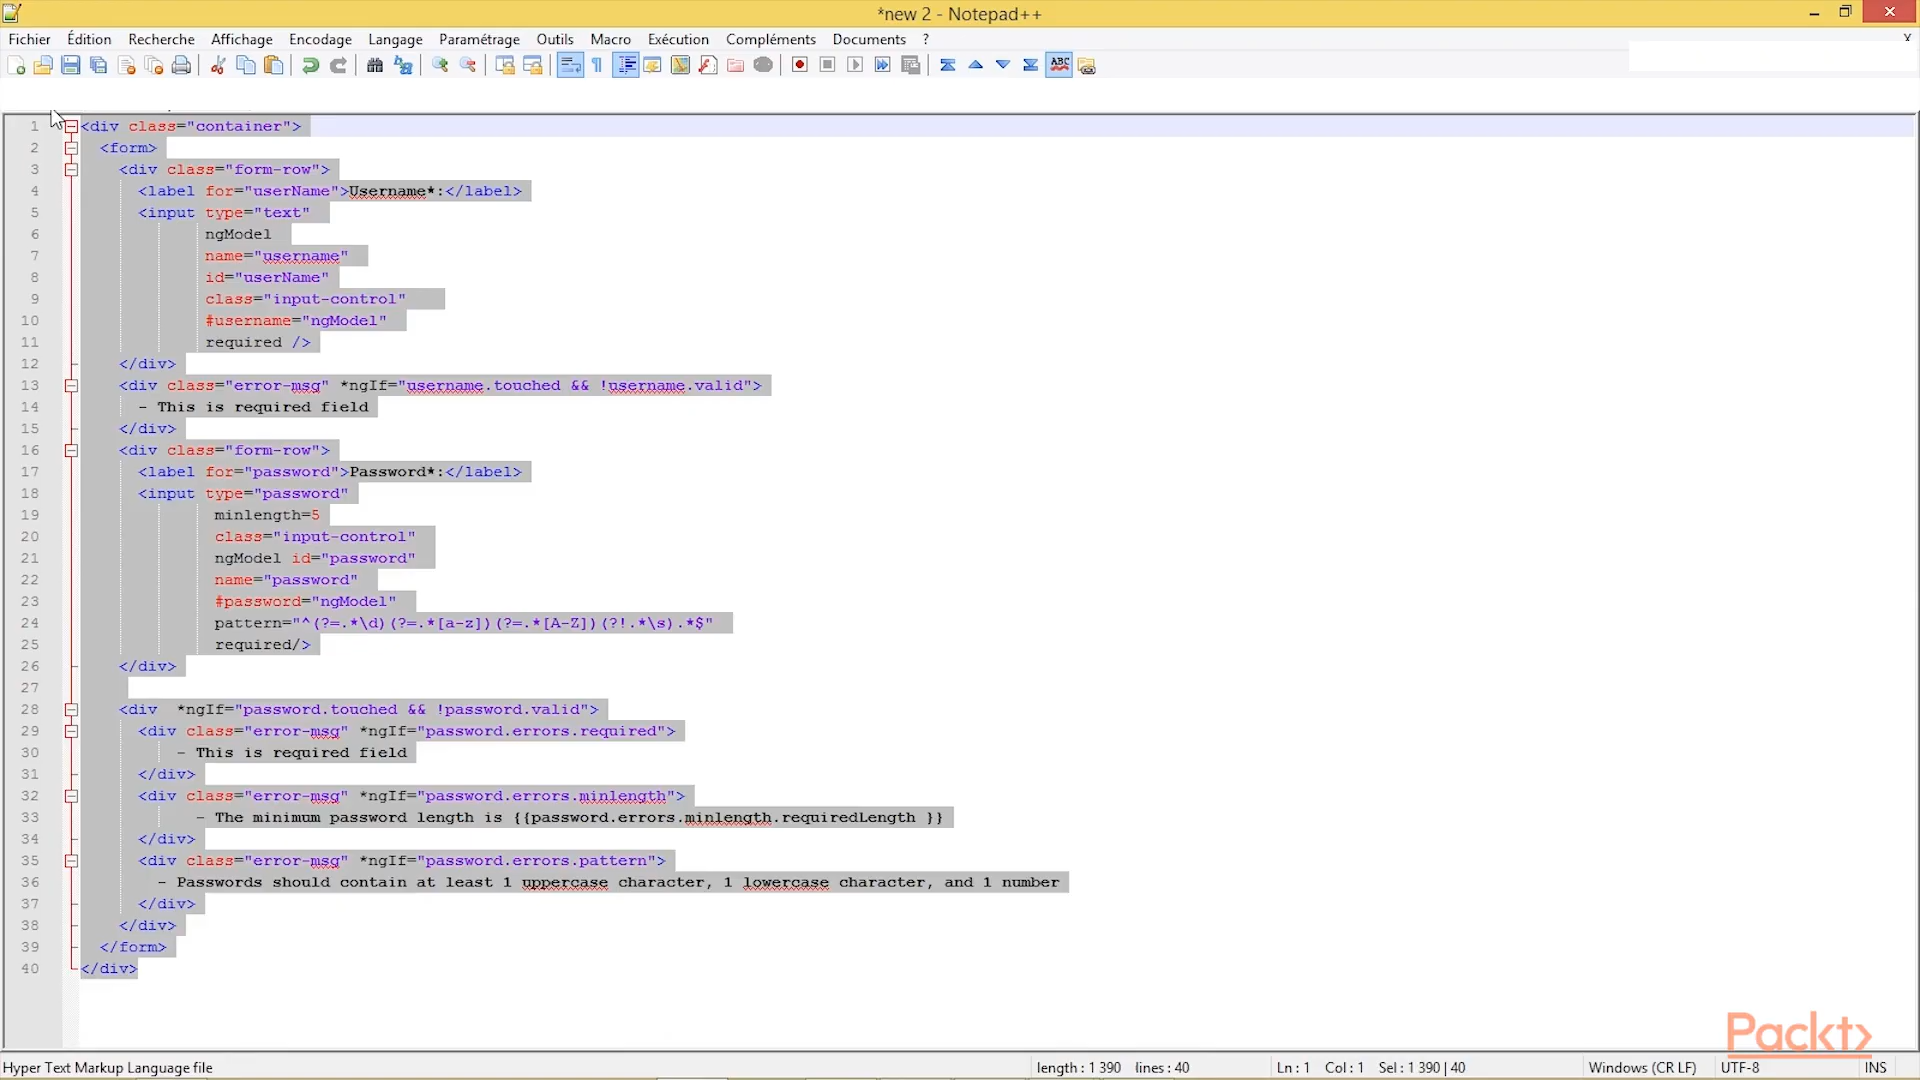 *new 2 - Notepad++
Fichier Édition Recherche Affichage Encodage Langage Paramétrage Outils Macro Exécution Compléments Documents ? X
ABC
1 <div class="container">
2 <form>
3 <div class="form-row">
4 <label for="userName">Username*:</label>
5 <input type="text"
6 ngModel
7 name="username"
8 id="userName"
9 class="input-control"
10 #username="ngModel"
11 required />
12 </div>
13 <div class="error-msg" *ngIf="username.touched && !username.valid">
14 - This is required field
15 </div>
16 <div class="form-row">
17 <label for="password">Password*:</label>
18 <input type="password"
19 minlength=5
20 class="input-control"
21 ngModel id="password"
22 name="password"
23 #password="ngModel"
24 pattern="^(?=.*\d)(?=.*[a-z])(?=.*[A-Z])(?!.*\s).*$"
25 required/>
26 </div>
27
28 <div  *ngIf="password.touched && !password.valid">
29 <div class="error-msg" *ngIf="password.errors.required">
30 - This is required field
31 </div>
32 <div class="error-msg" *ngIf="password.errors.minlength">
33 - The minimum password length is {{password.errors.minlength.requiredLength }}
34 </div>
35 <div class="error-msg" *ngIf="password.errors.pattern">
36 - Passwords should contain at least 1 uppercase character, 1 lowercase character, and 1 number
37 </div>
38 </div>
39 </form>
40 </div>
Packt>
Hyper Text Markup Language file length : 1 390 lines : 40 Ln : 1 Col : 1 Sel : 1 390 | 40 Windows (CR LF) UTF-8 INS